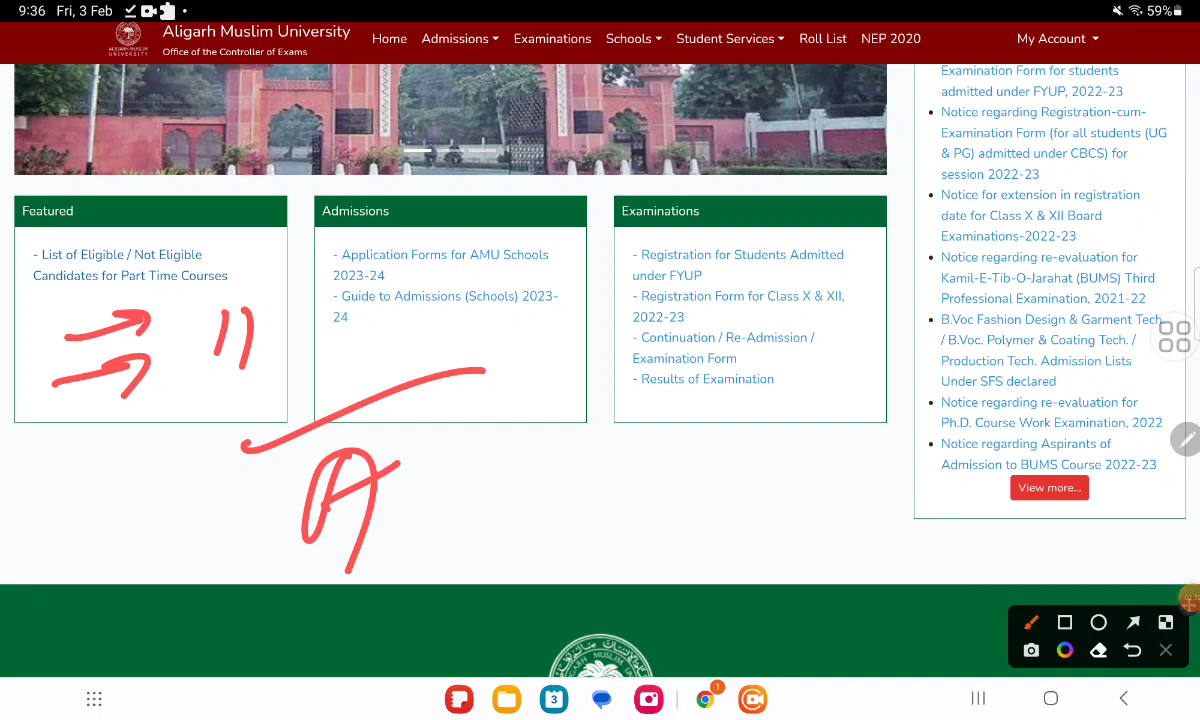 9:36 Fri, 3 Feb
59%
Aligarh Muslim University
Office of the Controller of Exams
ALIGARH MUSLIM
UNIVERSITY
Home Admissions Examinations Schools Student Services Roll List NEP 2020 My Account
Featured
- List of Eligible / Not Eligible
Candidates for Part Time Courses
Admissions
- Application Forms for AMU Schools
2023-24
- Guide to Admissions (Schools) 2023-
24
Examinations
- Registration for Students Admitted
under FYUP
- Registration Form for Class X & XII,
2022-23
- Continuation / Re-Admission /
Examination Form
- Results of Examination
Examination Form for students
admitted under FYUP, 2022-23
Notice regarding Registration-cum-
Examination Form (for all students (UG
& PG) admitted under CBCS) for
session 2022-23
Notice for extension in registration
date for Class X & XII Board
Examinations-2022-23
Notice regarding re-evaluation for
Kamil-E-Tib-O-Jarahat (BUMS) Third
Professional Examination, 2021-22
B.Voc Fashion Design & Garment Tech
/ B.Voc. Polymer & Coating Tech. /
Production Tech. Admission Lists
Under SFS declared
Notice regarding re-evaluation for
Ph.D. Course Work Examination, 2022
Notice regarding Aspirants of
Admission to BUMS Course 2022-23
View more...
3
1